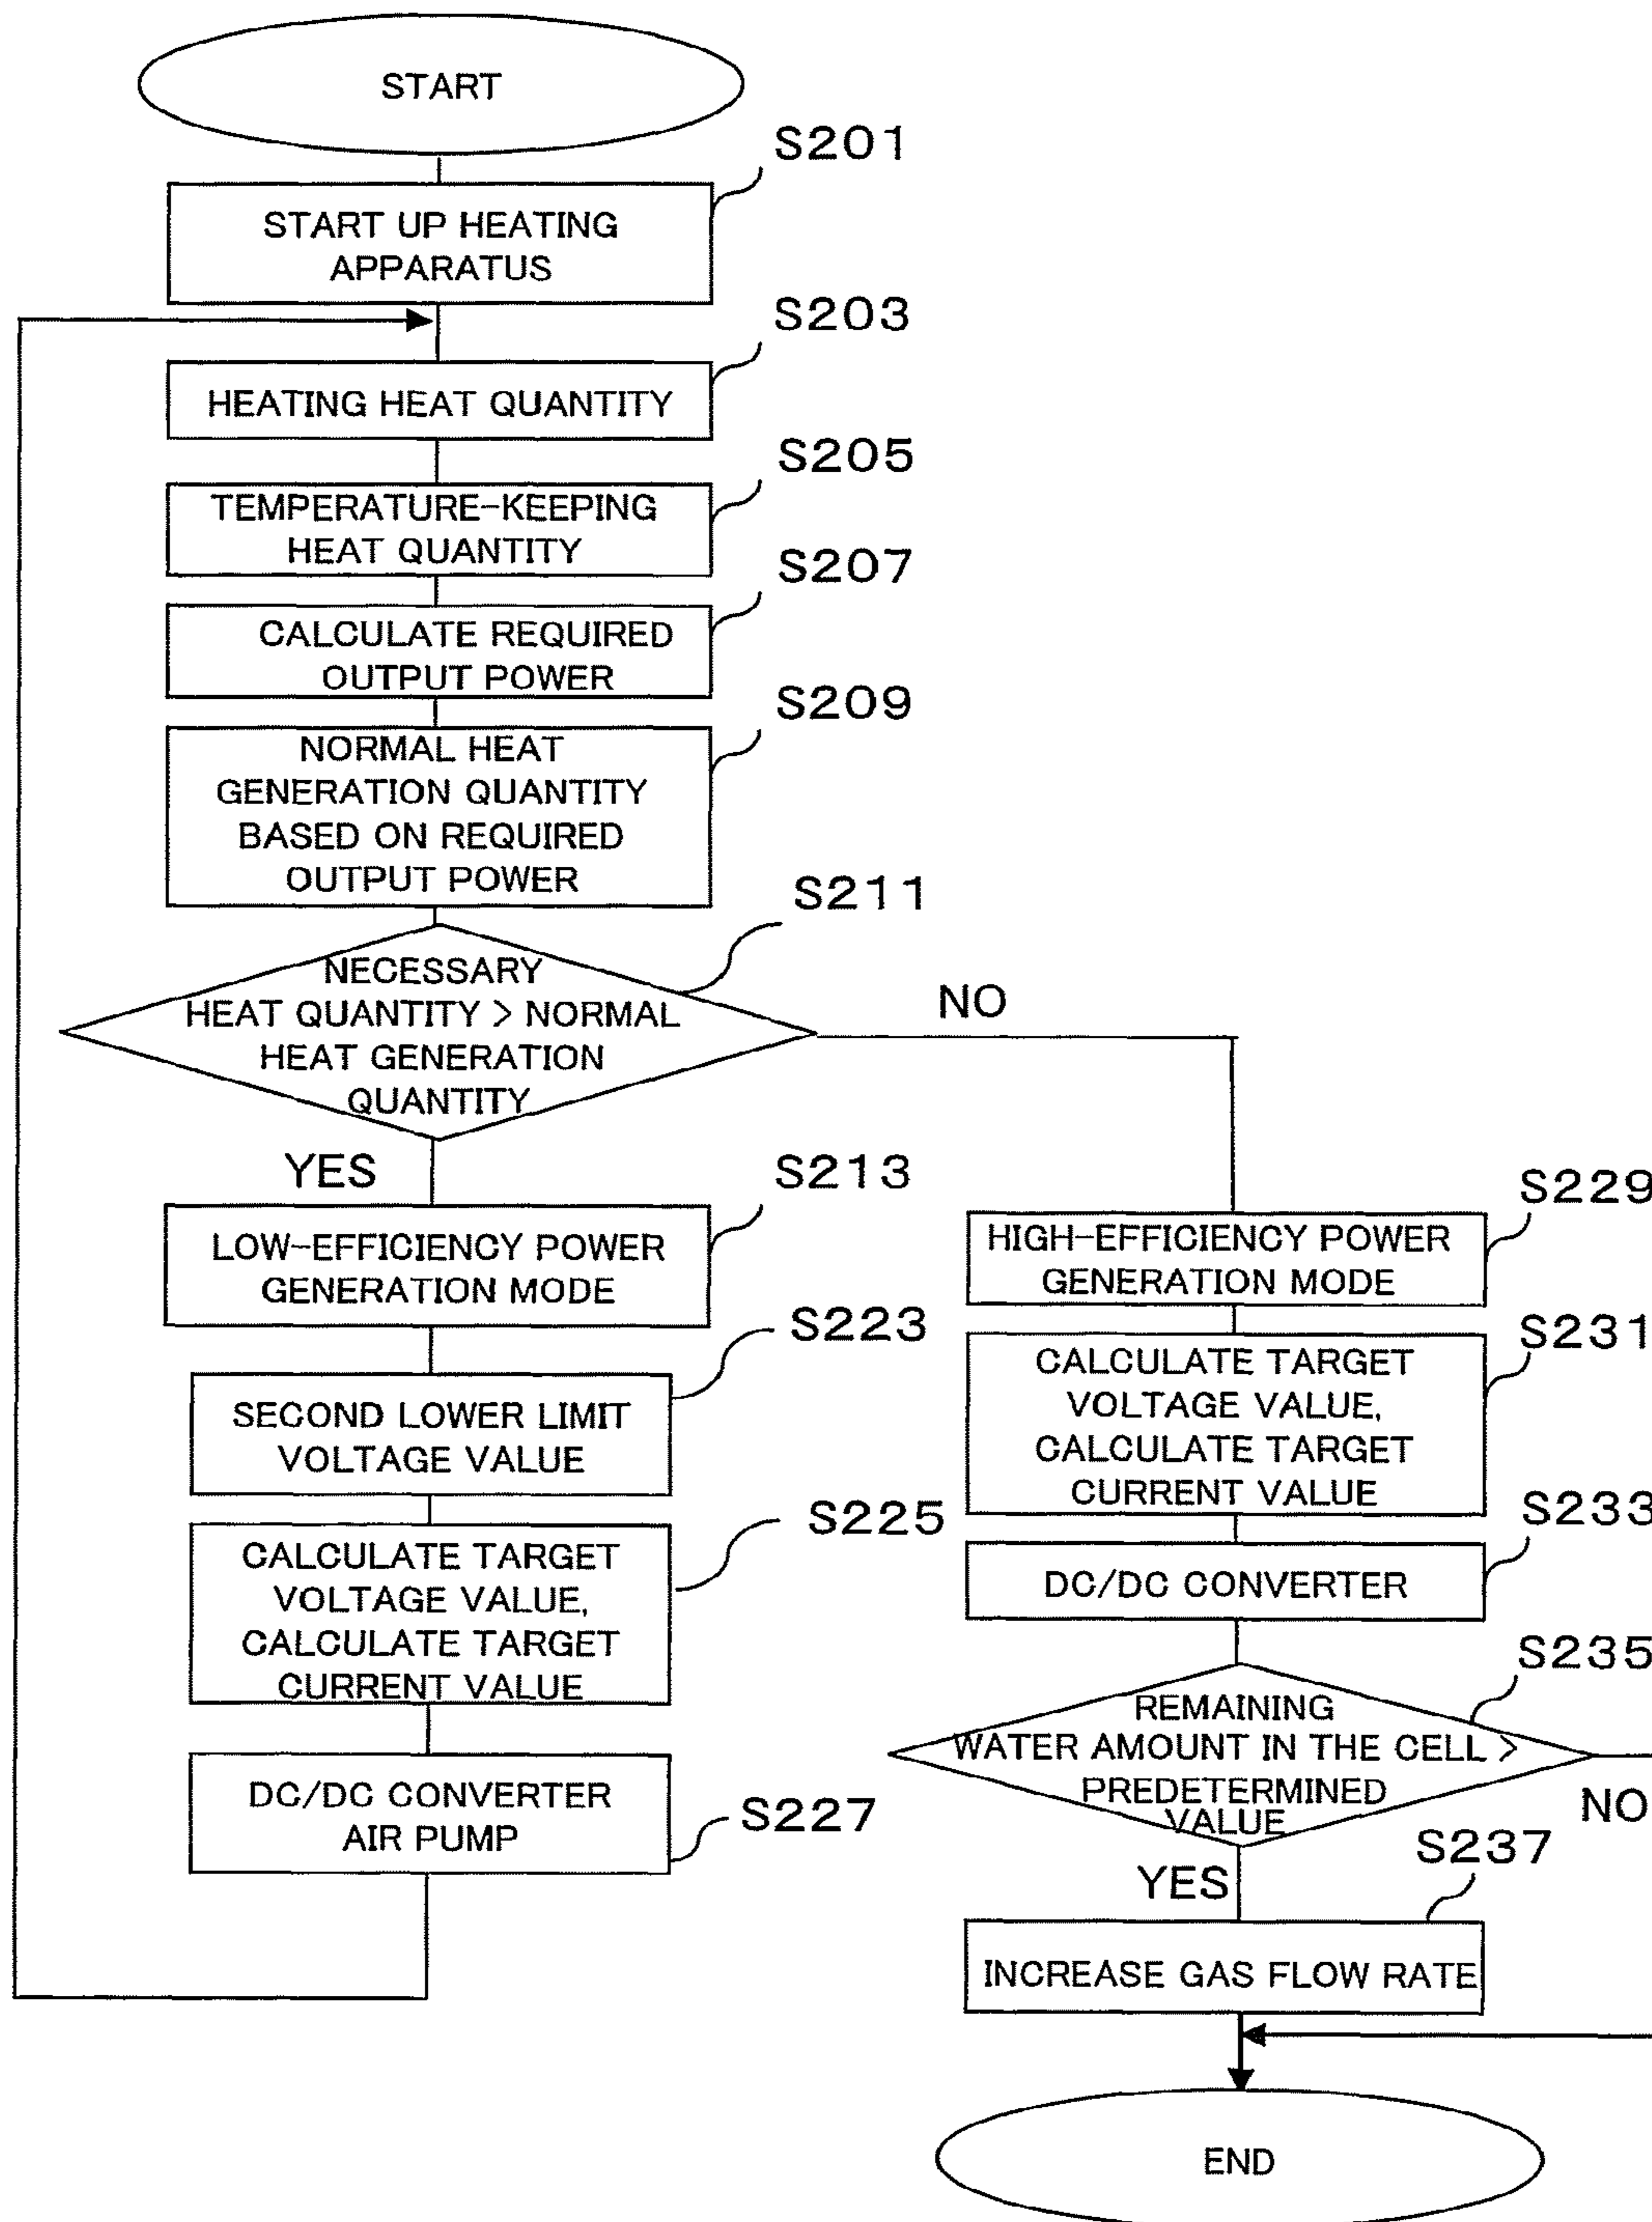 START
S201
START UP HEATING
APPARATUS
S203
HEATING HEAT QUANTITY
S205
TEMPERATURE-KEEPING
HEAT QUANTITY
S207
CALCULATE REQUIRED
OUTPUT POWER
S209
NORMAL HEAT
GENERATION QUANTITY
BASED ON REQUIRED
OUTPUT POWER
S211
NECESSARY
HEAT QUANTITY > NORMAL
HEAT GENERATION
QUANTITY
NO
YES
S213
LOW-EFFICIENCY POWER
GENERATION MODE
S223
SECOND LOWER LIMIT
VOLTAGE VALUE
S225
CALCULATE TARGET
VOLTAGE VALUE,
CALCULATE TARGET
CURRENT VALUE
DC/DC CONVERTER
AIR PUMP
S227
S229
HIGH-EFFICIENCY POWER
GENERATION MODE
S231
CALCULATE TARGET
VOLTAGE VALUE,
CALCULATE TARGET
CURRENT VALUE
S233
DC/DC CONVERTER
S235
REMAINING
WATER AMOUNT IN THE CELL >
PREDETERMINED
VALUE
NO
YES
S237
INCREASE GAS FLOW RATE
END